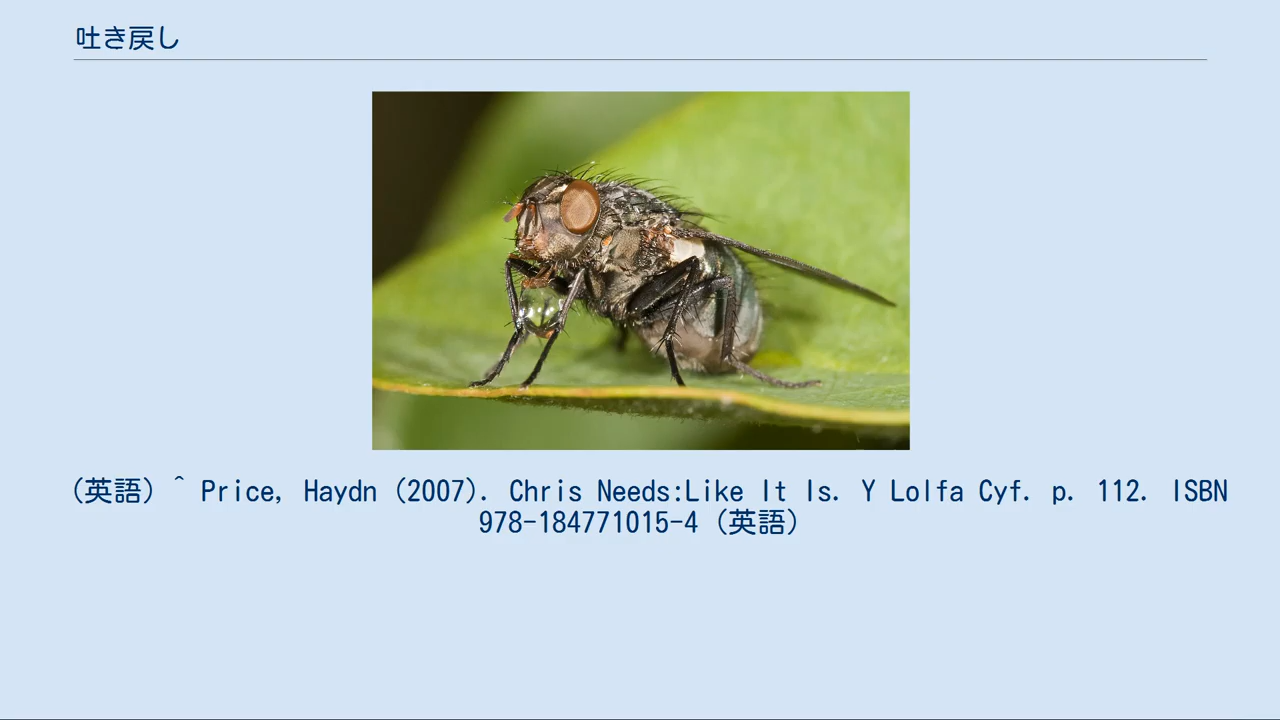 吐き戻し
（英語）^ Price, Haydn (2007). Chris Needs:Like It Is. Y Lolfa Cyf. p. 112. ISBN
978-184771015-4（英語）